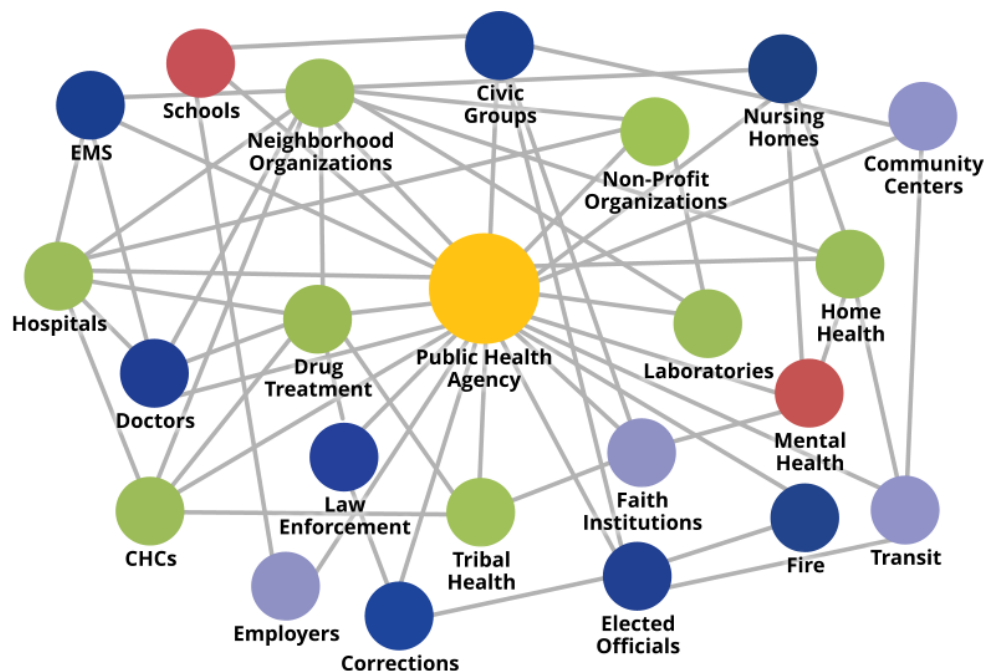 Schools
EMS
Neighborhood
Organizations
Civic
Groups
Nursing
Homes
Community
Centers
Non-Profit
Organizations
Hospitals
Drug
Treatment
Public Health
Agency
Laboratories
Home
Health
Doctors
Mental
Health
Law
Enforcement
Faith
Institutions
CHCs
Tribal
Health
Fire
Transit
Employers
Corrections
Elected
Officials